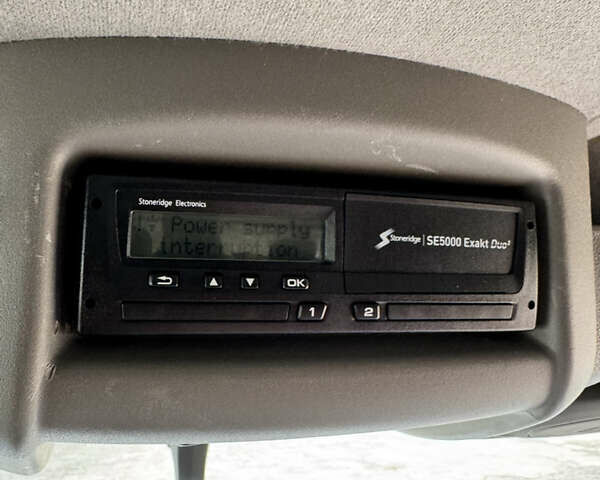 Stoneridge Electronics
! Power supply
interruption
Stoneridge | SE5000 Exakt Duo²
OK
1
2